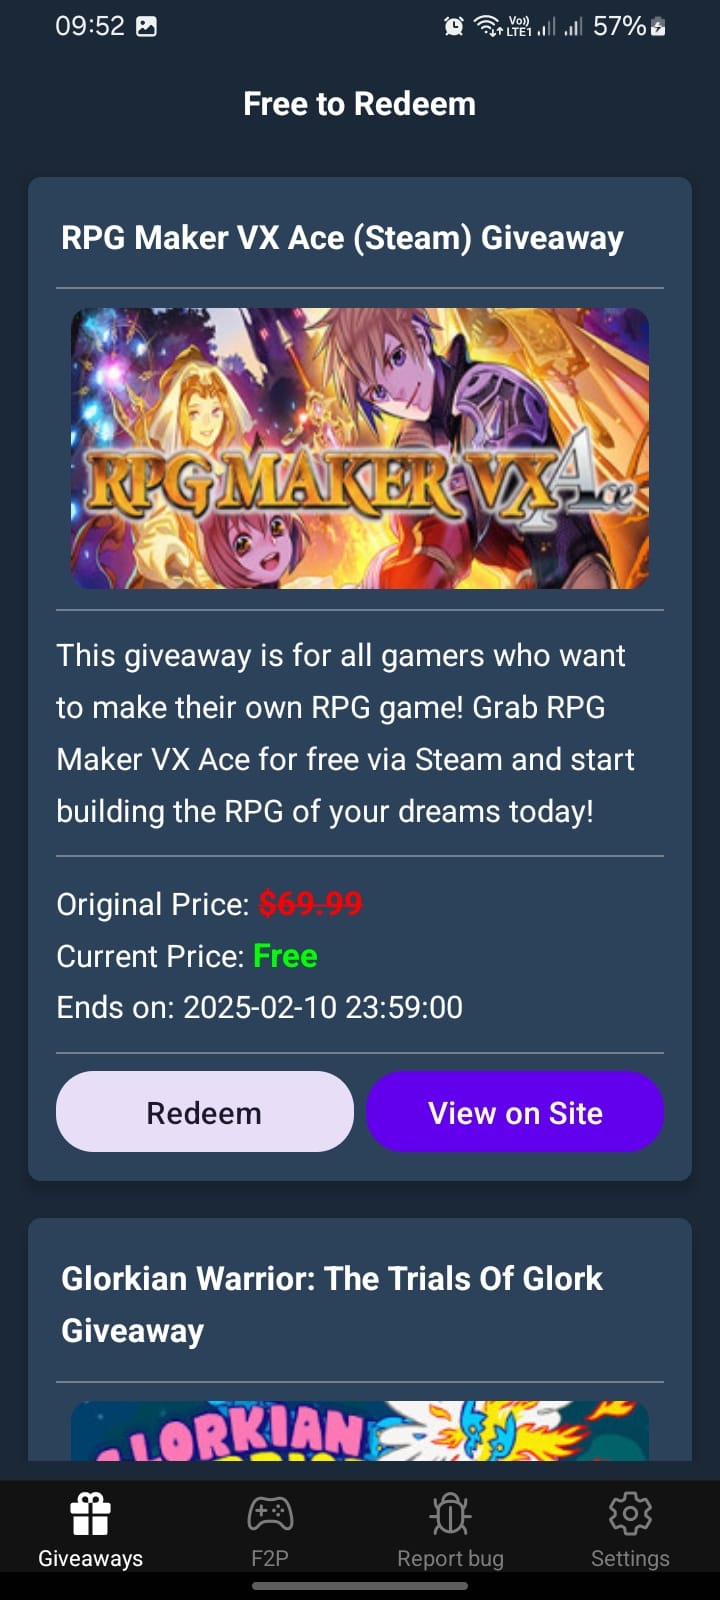 09:52
Vo)) LTE1 57%
Free to Redeem
RPG Maker VX Ace (Steam) Giveaway
RPG MAKER VX Ace
This giveaway is for all gamers who want
to make their own RPG game! Grab RPG
Maker VX Ace for free via Steam and start
building the RPG of your dreams today!
Original Price: $69.99
Current Price: Free
Ends on: 2025-02-10 23:59:00
Redeem View on Site
Glorkian Warrior: The Trials Of Glork
Giveaway
GLORKIAN
Giveaways F2P Report bug Settings